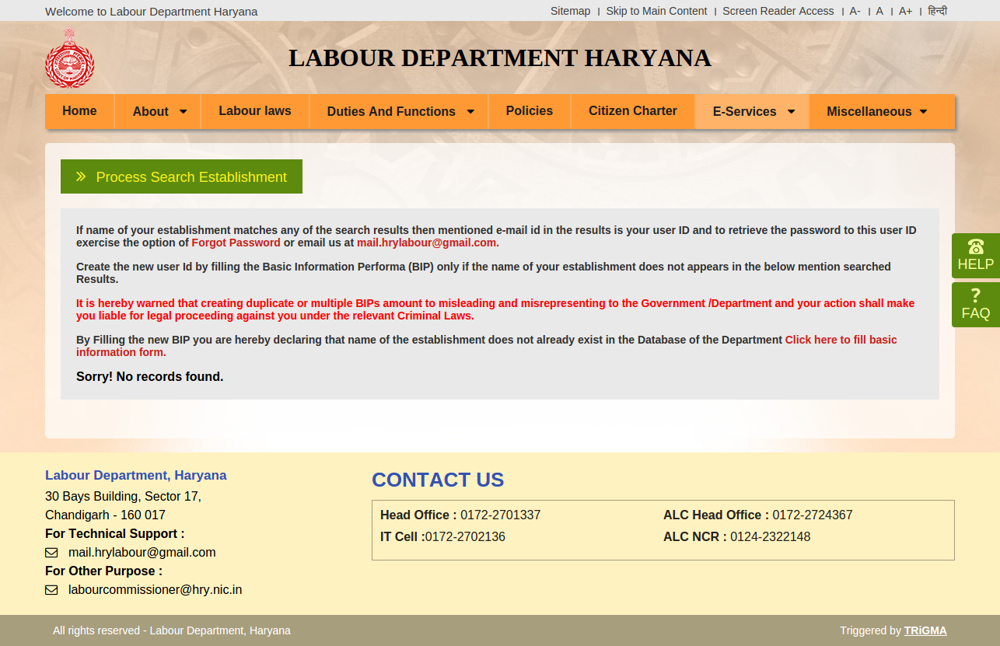 Welcome to Labour Department Haryana
Sitemap | Skip to Main Content | Screen Reader Access | A- | A | A+ | हिन्दी
LABOUR DEPARTMENT HARYANA
Home About Labour laws Duties And Functions Policies Citizen Charter E-Services Miscellaneous
Process Search Establishment
If name of your establishment matches any of the search results then mentioned e-mail id in the results is your user ID and to retrieve the password to this user ID
exercise the option of Forgot Password or email us at mail.hrylabour@gmail.com.
Create the new user Id by filling the Basic Information Performa (BIP) only if the name of your establishment does not appears in the below mention searched
Results.
It is hereby warned that creating duplicate or multiple BIPs amount to misleading and misrepresenting to the Government /Department and your action shall make
you liable for legal proceeding against you under the relevant Criminal Laws.
By Filling the new BIP you are hereby declaring that name of the establishment does not already exist in the Database of the Department Click here to fill basic
information form.
Sorry! No records found.
HELP
?
FAQ
Labour Department, Haryana
30 Bays Building, Sector 17,
Chandigarh - 160 017
For Technical Support :
mail.hrylabour@gmail.com
For Other Purpose :
labourcommissioner@hry.nic.in
CONTACT US
Head Office : 0172-2701337
ALC Head Office : 0172-2724367
IT Cell :0172-2702136
ALC NCR : 0124-2322148
All rights reserved - Labour Department, Haryana
Triggered by TRiGMA